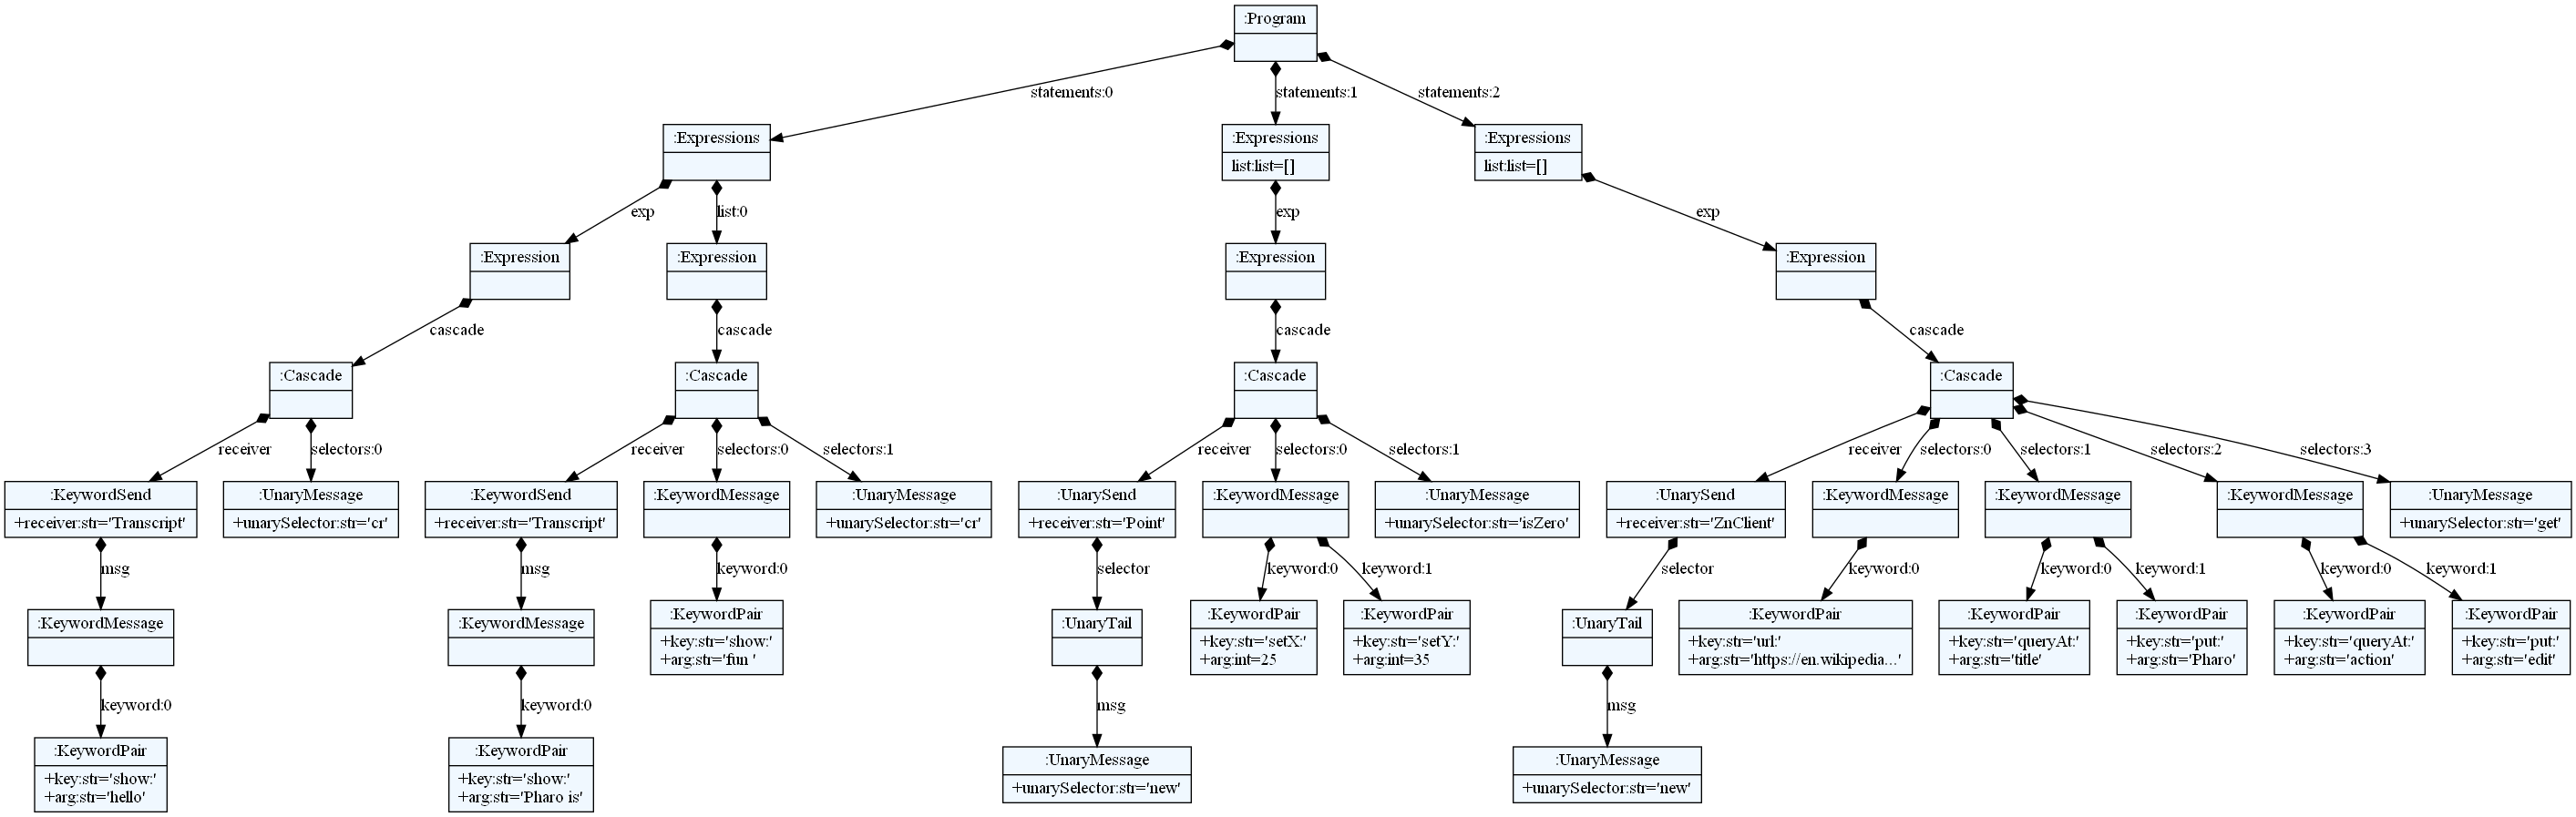 :Program
statements:0
statements:1
statements:2
:Expressions
:Expressions
list:list=[]
:Expressions
list:list=[]
exp
list:0
exp
exp
:Expression
:Expression
:Expression
:Expression
cascade
cascade
cascade
cascade
:Cascade
:Cascade
:Cascade
:Cascade
receiver
selectors:0
receiver
selectors:0
selectors:1
receiver
selectors:0
selectors:1
receiver
selectors:0
selectors:1
selectors:2
selectors:3
:KeywordSend
+receiver:str='Transcript'
:UnaryMessage
+unarySelector:str='cr'
:KeywordSend
+receiver:str='Transcript'
:KeywordMessage
:UnaryMessage
+unarySelector:str='cr'
:UnarySend
+receiver:str='Point'
:KeywordMessage
:UnaryMessage
+unarySelector:str='isZero'
:UnarySend
+receiver:str='ZnClient'
:KeywordMessage
:KeywordMessage
:KeywordMessage
:UnaryMessage
+unarySelector:str='get'
msg
msg
keyword:0
selector
keyword:0
keyword:1
selector
keyword:0
keyword:0
keyword:1
keyword:0
keyword:1
:KeywordMessage
:KeywordMessage
:KeywordPair
+key:str='show:'
+arg:str='fun '
:UnaryTail
:KeywordPair
+key:str='setX:'
+arg:int=25
:KeywordPair
+key:str='setY:'
+arg:int=35
:UnaryTail
:KeywordPair
+key:str='url:'
+arg:str='https://en.wikipedia...'
:KeywordPair
+key:str='queryAt:'
+arg:str='title'
:KeywordPair
+key:str='put:'
+arg:str='Pharo'
:KeywordPair
+key:str='queryAt:'
+arg:str='action'
:KeywordPair
+key:str='put:'
+arg:str='edit'
keyword:0
keyword:0
msg
msg
:KeywordPair
+key:str='show:'
+arg:str='hello'
:KeywordPair
+key:str='show:'
+arg:str='Pharo is'
:UnaryMessage
+unarySelector:str='new'
:UnaryMessage
+unarySelector:str='new'